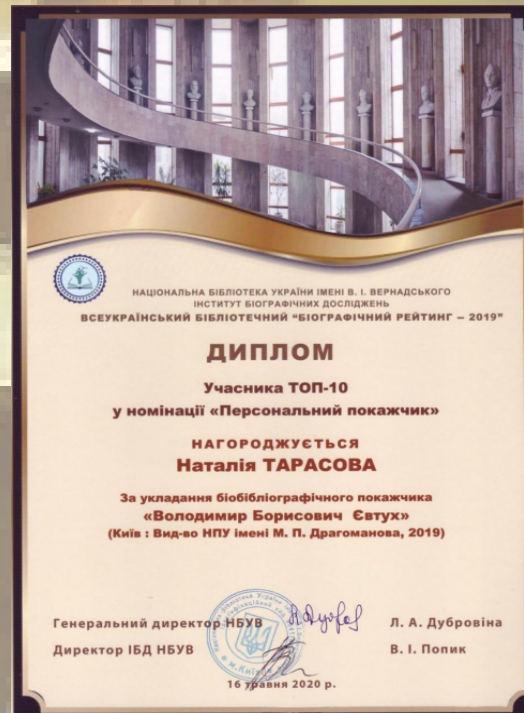 НАЦІОНАЛЬНА БІБЛІОТЕКА УКРАЇНИ ІМЕНІ В. І. ВЕРНАДСЬКОГО
ІНСТИТУТ БІОГРАФІЧНИХ ДОСЛІДЖЕНЬ
ВСЕУКРАЇНСЬКИЙ БІБЛІОТЕЧНИЙ "БІОГРАФІЧНИЙ РЕЙТИНГ – 2019"
ДИПЛОМ
Учасника ТОП-10
у номінації «Персональний покажчик»
НАГОРОДЖУЄТЬСЯ
Наталія ТАРАСОВА
За укладання біобібліографічного покажчика
«Володимир Борисович Євтух»
(Київ : Вид-во НПУ імені М. П. Драгоманова, 2019)
Генеральний директор НБУВ Л. А. Дубровіна
Директор ІБД НБУВ В. І. Попик
16 травня 2020 р.